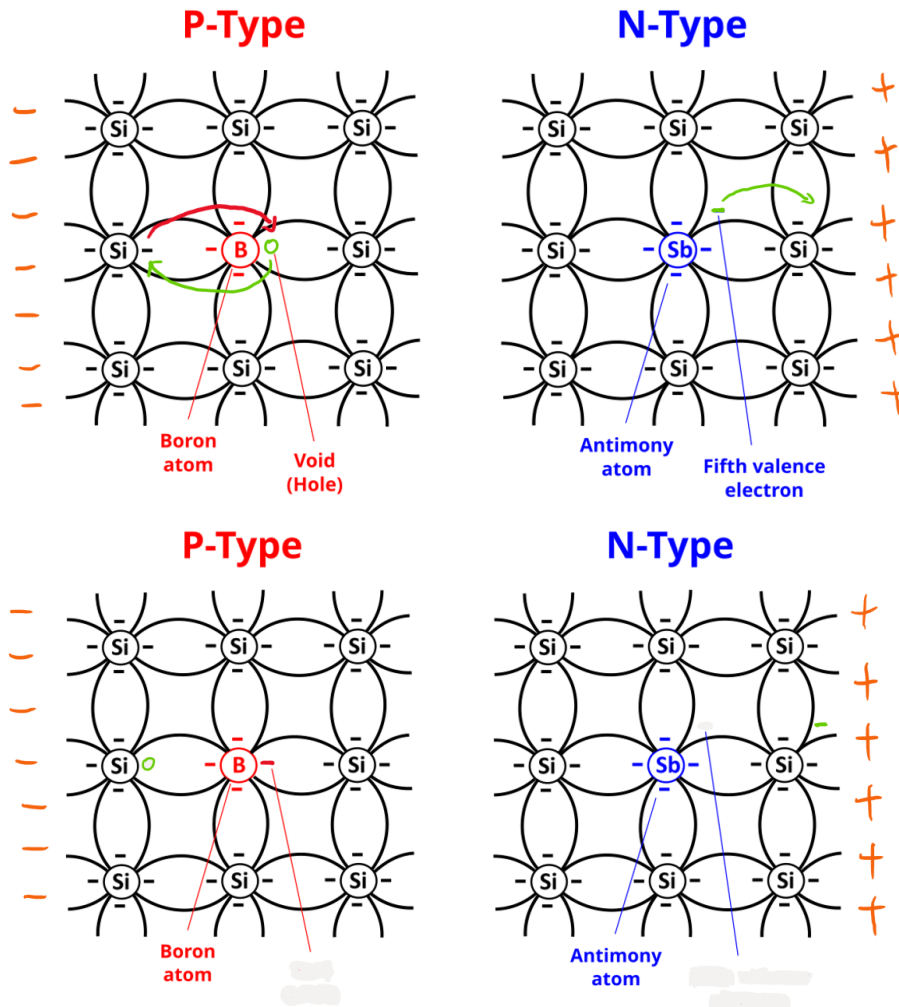 P-Type
N-Type
Si Si Si
Si Si Si
Si B Si
Si Sb Si
Si Si Si
Si Si Si
Boron
atom
Void
(Hole)
Antimony
atom
Fifth valence
electron
P-Type
N-Type
Si Si Si
Si Si Si
Si B Si
Si Sb Si
Si Si Si
Si Si Si
Boron
atom
Antimony
atom